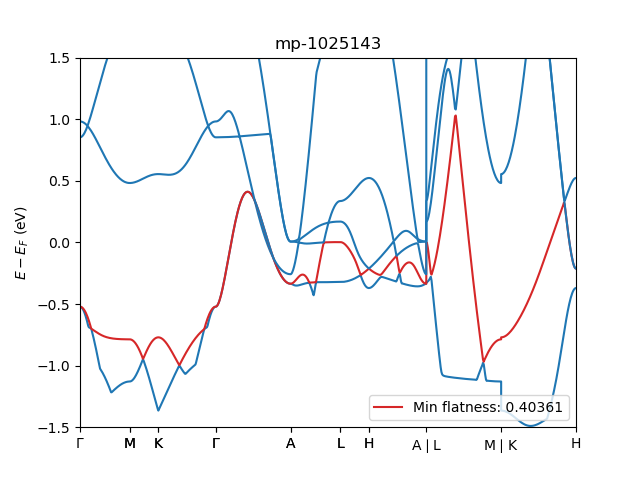 mp-1025143
E − E_F (eV)
1.5
1.0
0.5
0.0
−0.5
−1.0
−1.5
Min flatness: 0.40361
Γ M K Γ A L H A | L M | K H